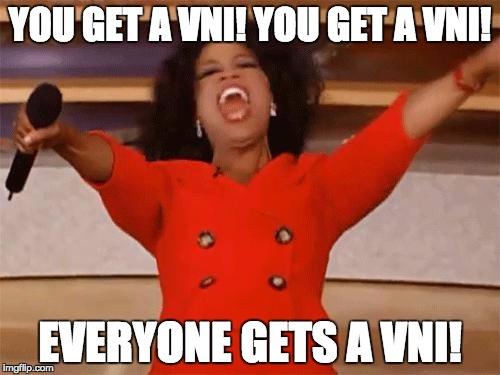 YOU GET A VNI! YOU GET A VNI!
EVERYONE GETS A VNI!
imgflip.com